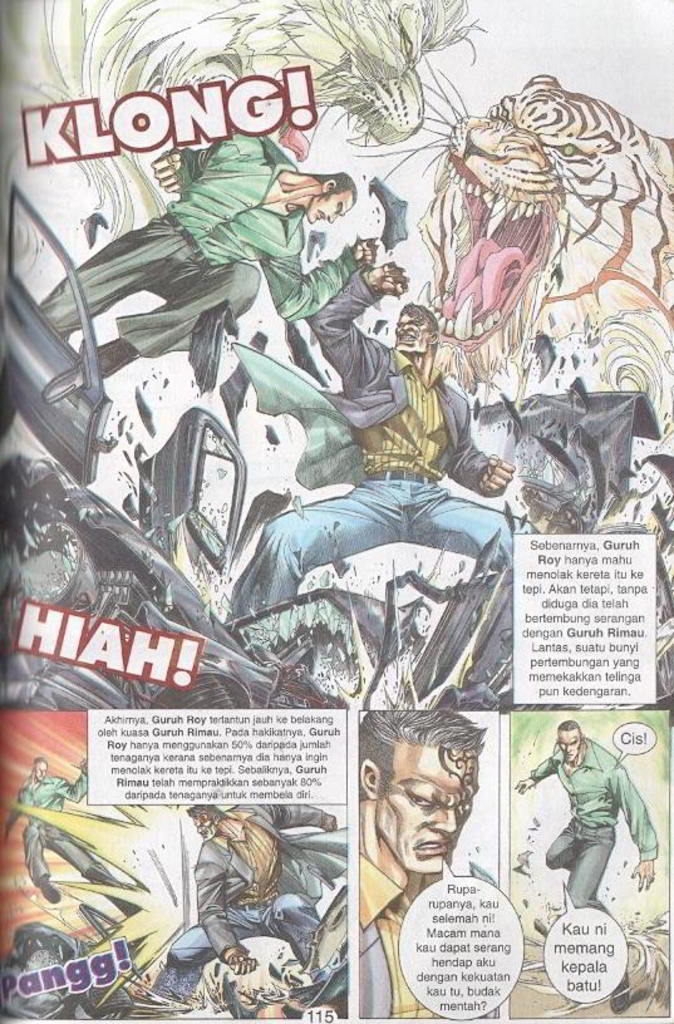 KLONG!
Sebenarnya, Guruh
Roy hanya mahu
menolak kereta itu ke
tepi. Akan tetapi, tanpa
diduga dia telah
bertembung serangan
dengan Guruh Rimau.
Lantas, suatu bunyi
pertembungan yang
memekakkan telinga
pun kedengaran.
HIAH!
Akhirnya, Guruh Roy terlantun jauh ke belakang
oleh kuasa Guruh Rimau. Pada hakikatnya, Guruh
Roy hanya menggunakan 50% daripada jumlah
tenaganya kerana sebenarnya dia hanya ingin
menolak kereta itu ke tepi. Sebaliknya, Guruh
Rimau telah mempraktikkan sebanyak 80%
daripada tenaganya untuk membela diri.
Pangg!
Rupa-
rupanya, kau
selemah ni!
Macam mana
kau dapat serang
hendap aku
dengan kekuatan
kau tu, budak
mentah?
Cis!
Kau ni
memang
kepala
batu!
115